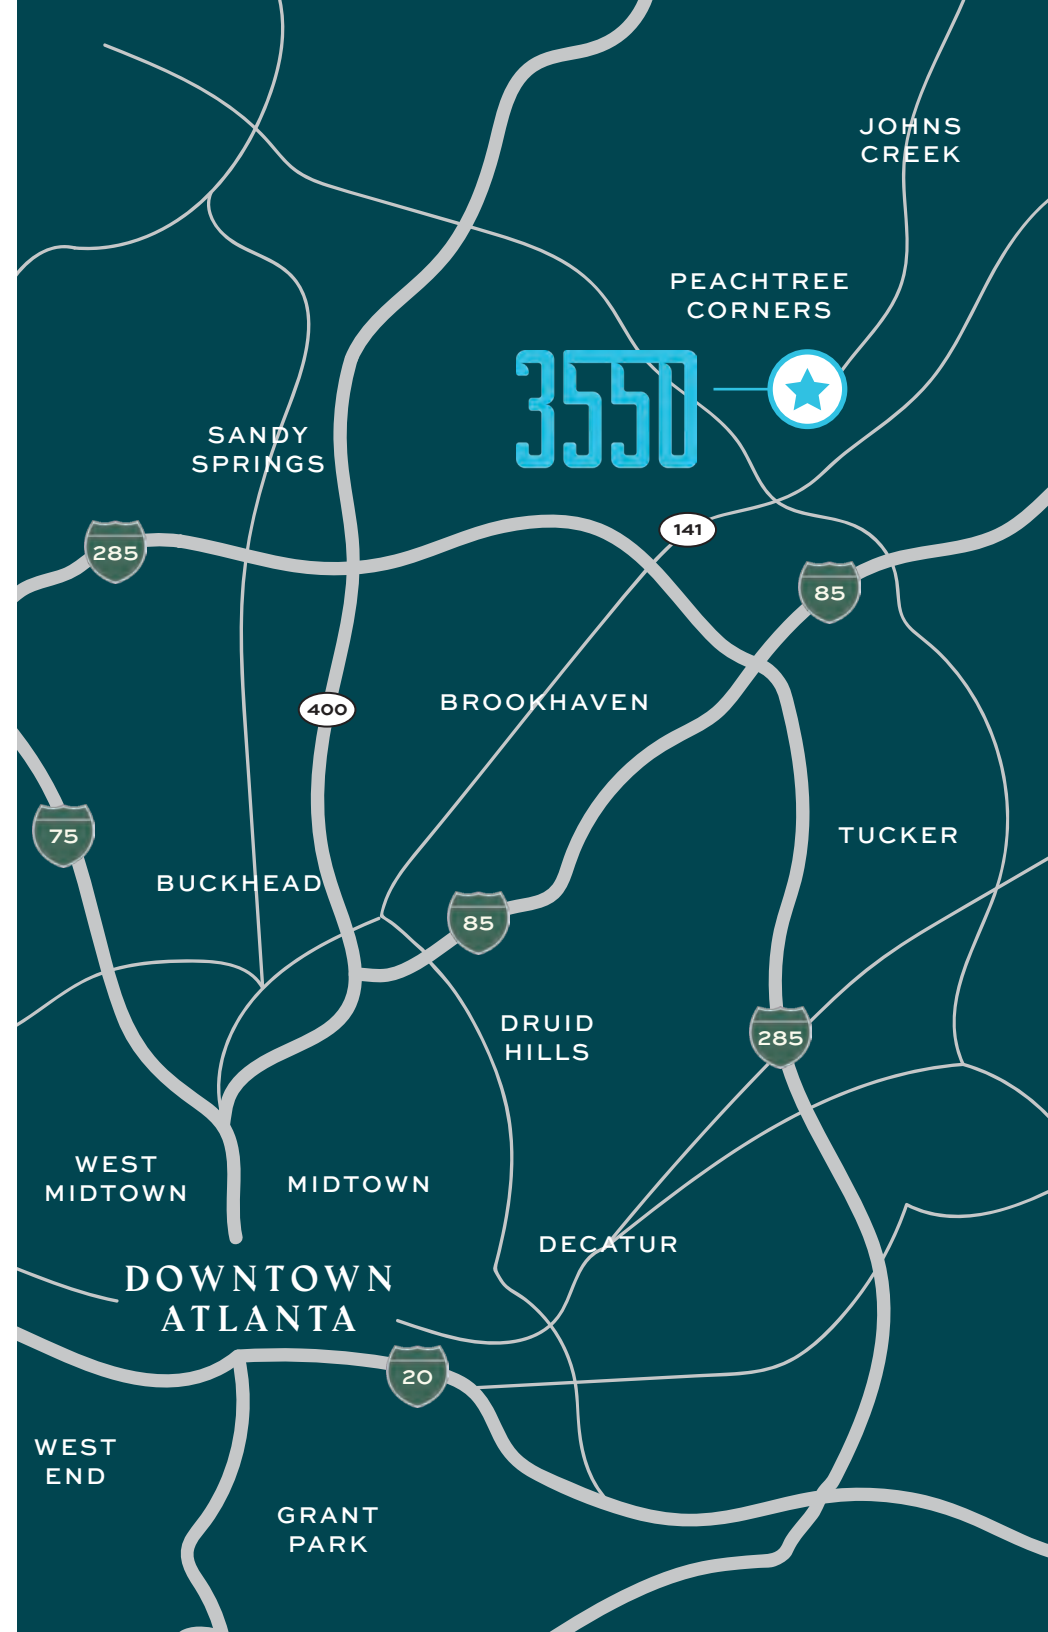 JOHNS
CREEK
PEACHTREE
CORNERS
3550
SANDY
SPRINGS
141
285
85
BROOKHAVEN
400
75
TUCKER
BUCKHEAD
85
DRUID
HILLS
285
WEST
MIDTOWN
MIDTOWN
DECATUR
DOWNTOWN
ATLANTA
20
WEST
END
GRANT
PARK